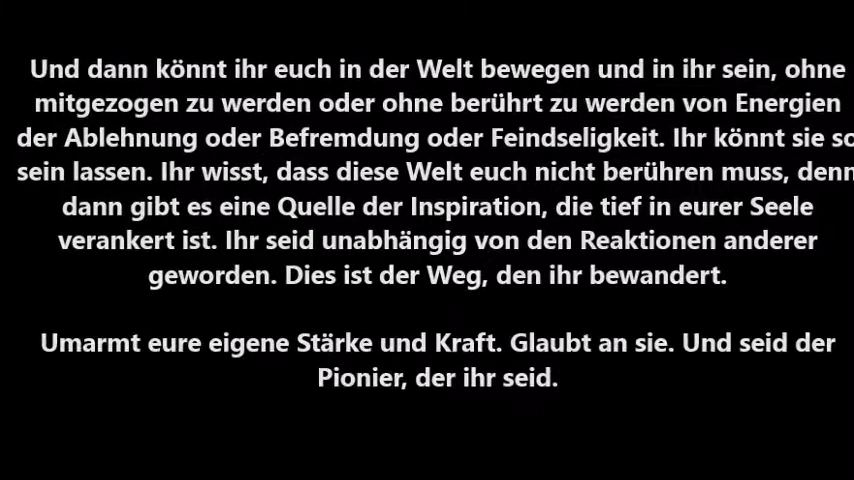 Und dann könnt ihr euch in der Welt bewegen und in ihr sein, ohne
mitgezogen zu werden oder ohne berührt zu werden von Energien
der Ablehnung oder Befremdung oder Feindseligkeit. Ihr könnt sie so
sein lassen. Ihr wisst, dass diese Welt euch nicht berühren muss, denn
dann gibt es eine Quelle der Inspiration, die tief in eurer Seele
verankert ist. Ihr seid unabhängig von den Reaktionen anderer
geworden. Dies ist der Weg, den ihr bewandert.
Umarmt eure eigene Stärke und Kraft. Glaubt an sie. Und seid der
Pionier, der ihr seid.